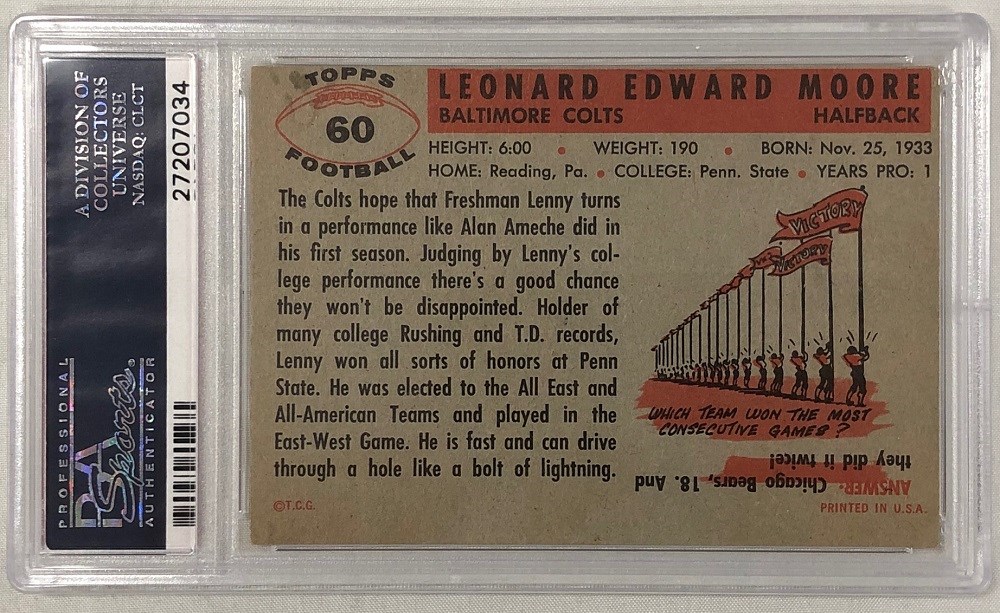 A DIVISION OF
COLLECTORS
UNIVERSE
NASDAQ: CLCT
27207034
PROFESSIONAL
PSA
Sports
AUTHENTICATOR
TOPPS
60
FOOTBALL
LEONARD EDWARD MOORE
BALTIMORE COLTS HALFBACK
HEIGHT: 6:00 • WEIGHT: 190 • BORN: Nov. 25, 1933
HOME: Reading, Pa. • COLLEGE: Penn. State • YEARS PRO: 1
The Colts hope that Freshman Lenny turns
in a performance like Alan Ameche did in
his first season. Judging by Lenny's col-
lege performance there's a good chance
they won't be disappointed. Holder of
many college Rushing and T.D. records,
Lenny won all sorts of honors at Penn
State. He was elected to the All East and
All-American Teams and played in the
East-West Game. He is fast and can drive
through a hole like a bolt of lightning.
VICTORY
VICTORY
WHICH TEAM WON THE MOST
CONSECUTIVE GAMES?
ANSWER: Chicago Bears, 18. And
they did it twice!
©T.C.G.
PRINTED IN U.S.A.